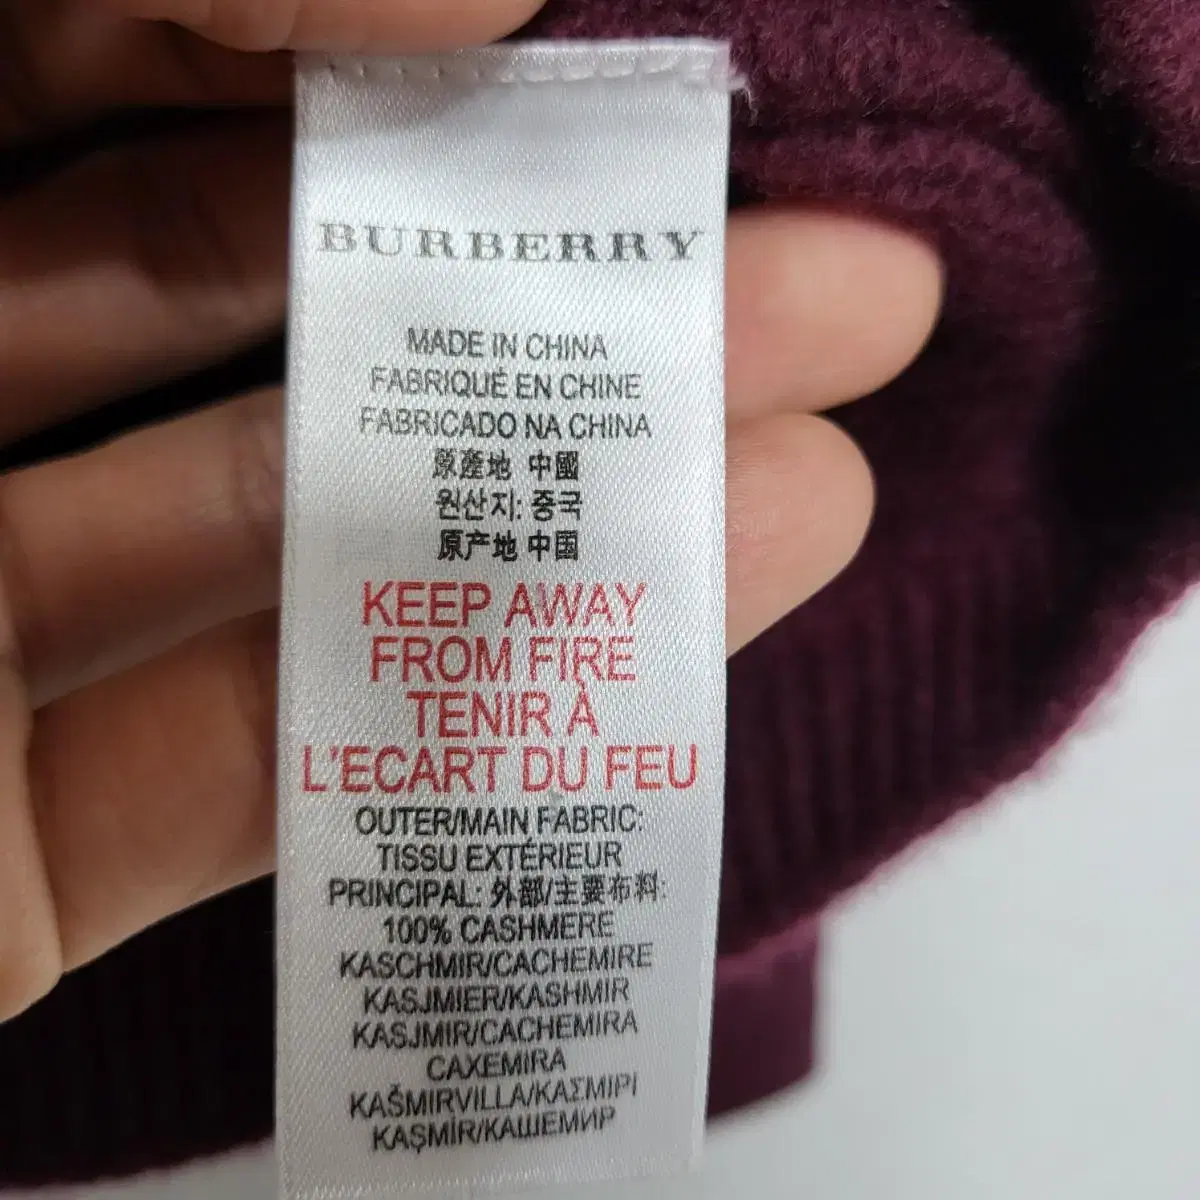 BURBERRY
MADE IN CHINA
FABRIQUÉ EN CHINE
FABRICADO NA CHINA
原產地 中國
원산지: 중국
原产地 中国
KEEP AWAY
FROM FIRE
TENIR À
L'ECART DU FEU
OUTER/MAIN FABRIC:
TISSU EXTÉRIEUR
PRINCIPAL: 外部/主要布料:
100% CASHMERE
KASCHMIR/CACHEMIRE
KASJMIER/KASHMIR
KASJMIR/CACHEMIRA
CAXEMIRA
KAŠMIRVILLA/ΚΑΣΜΙΡΙ
KAŞMİR/КАШЕМИР